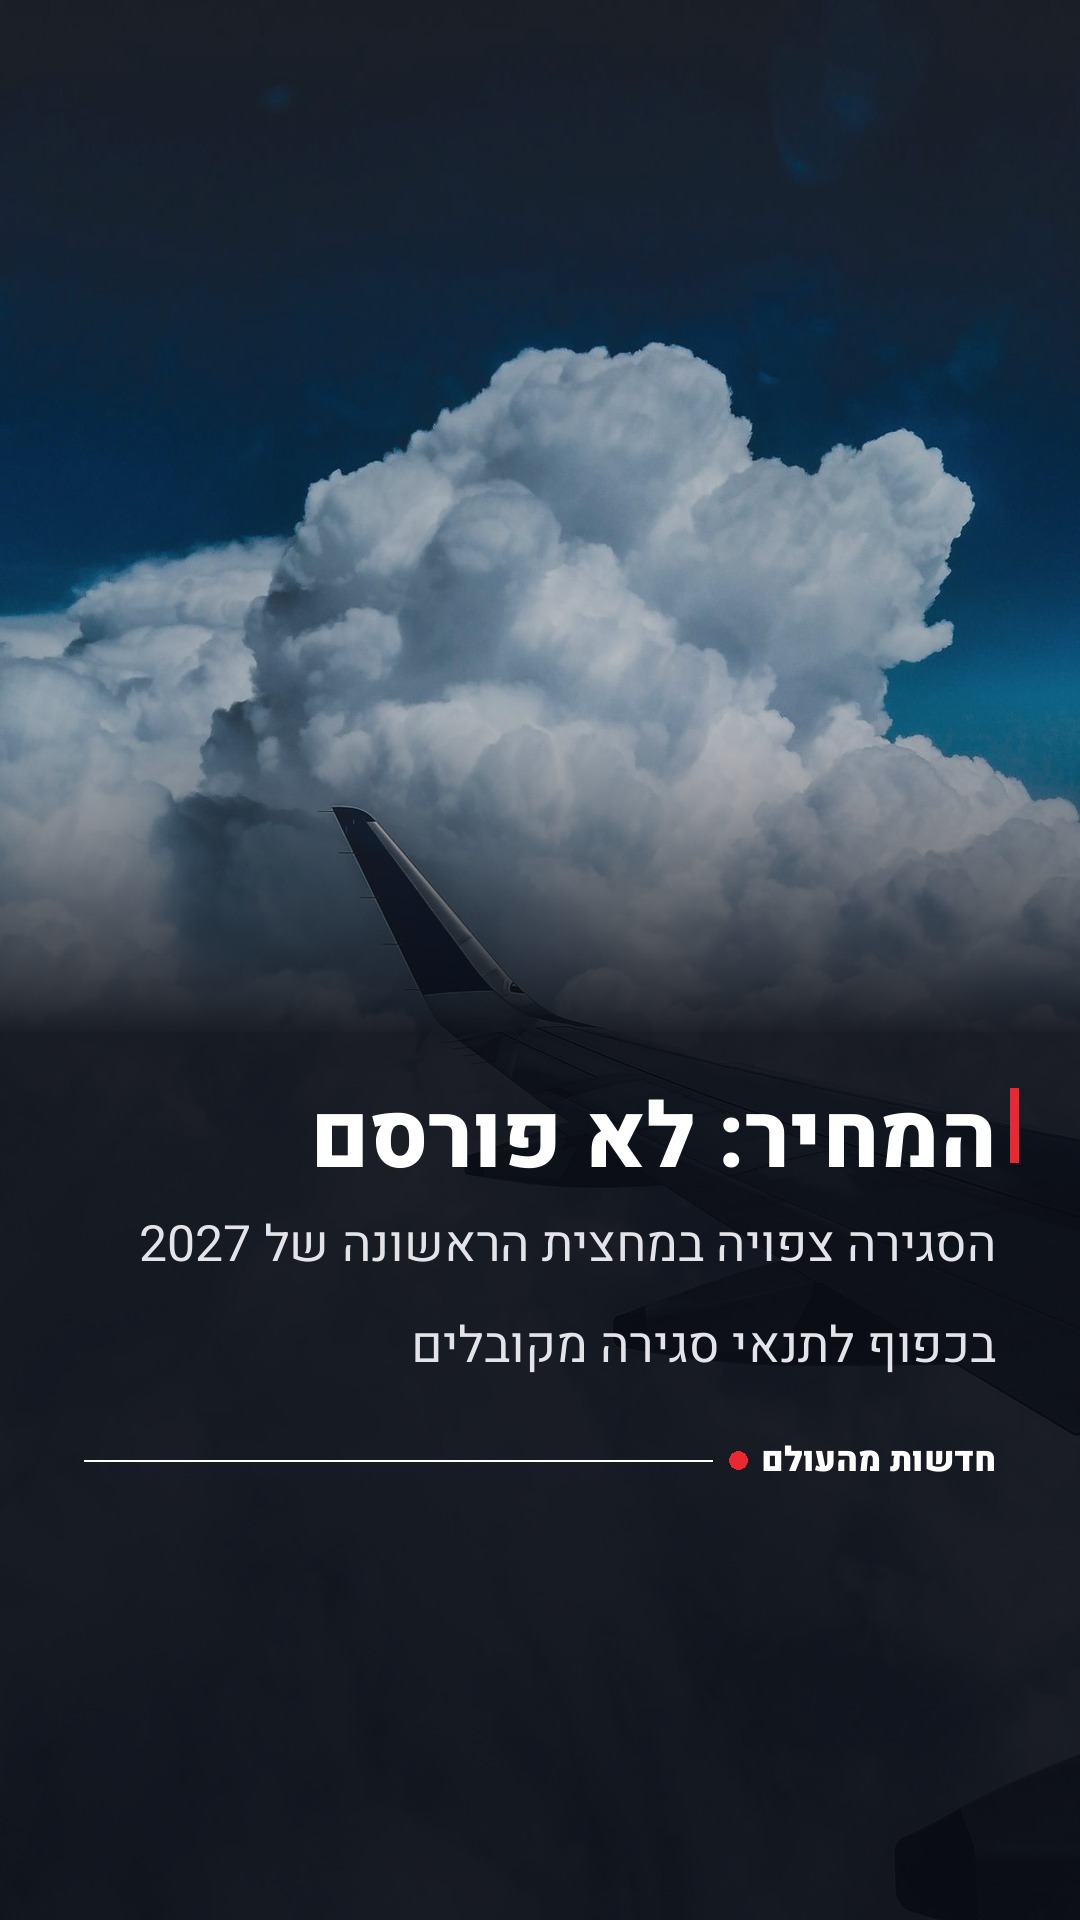 המחיר: לא פורסם
הסגירה צפויה במחצית הראשונה של 2027
בכפוף לתנאי סגירה מקובלים
חדשות מהעולם